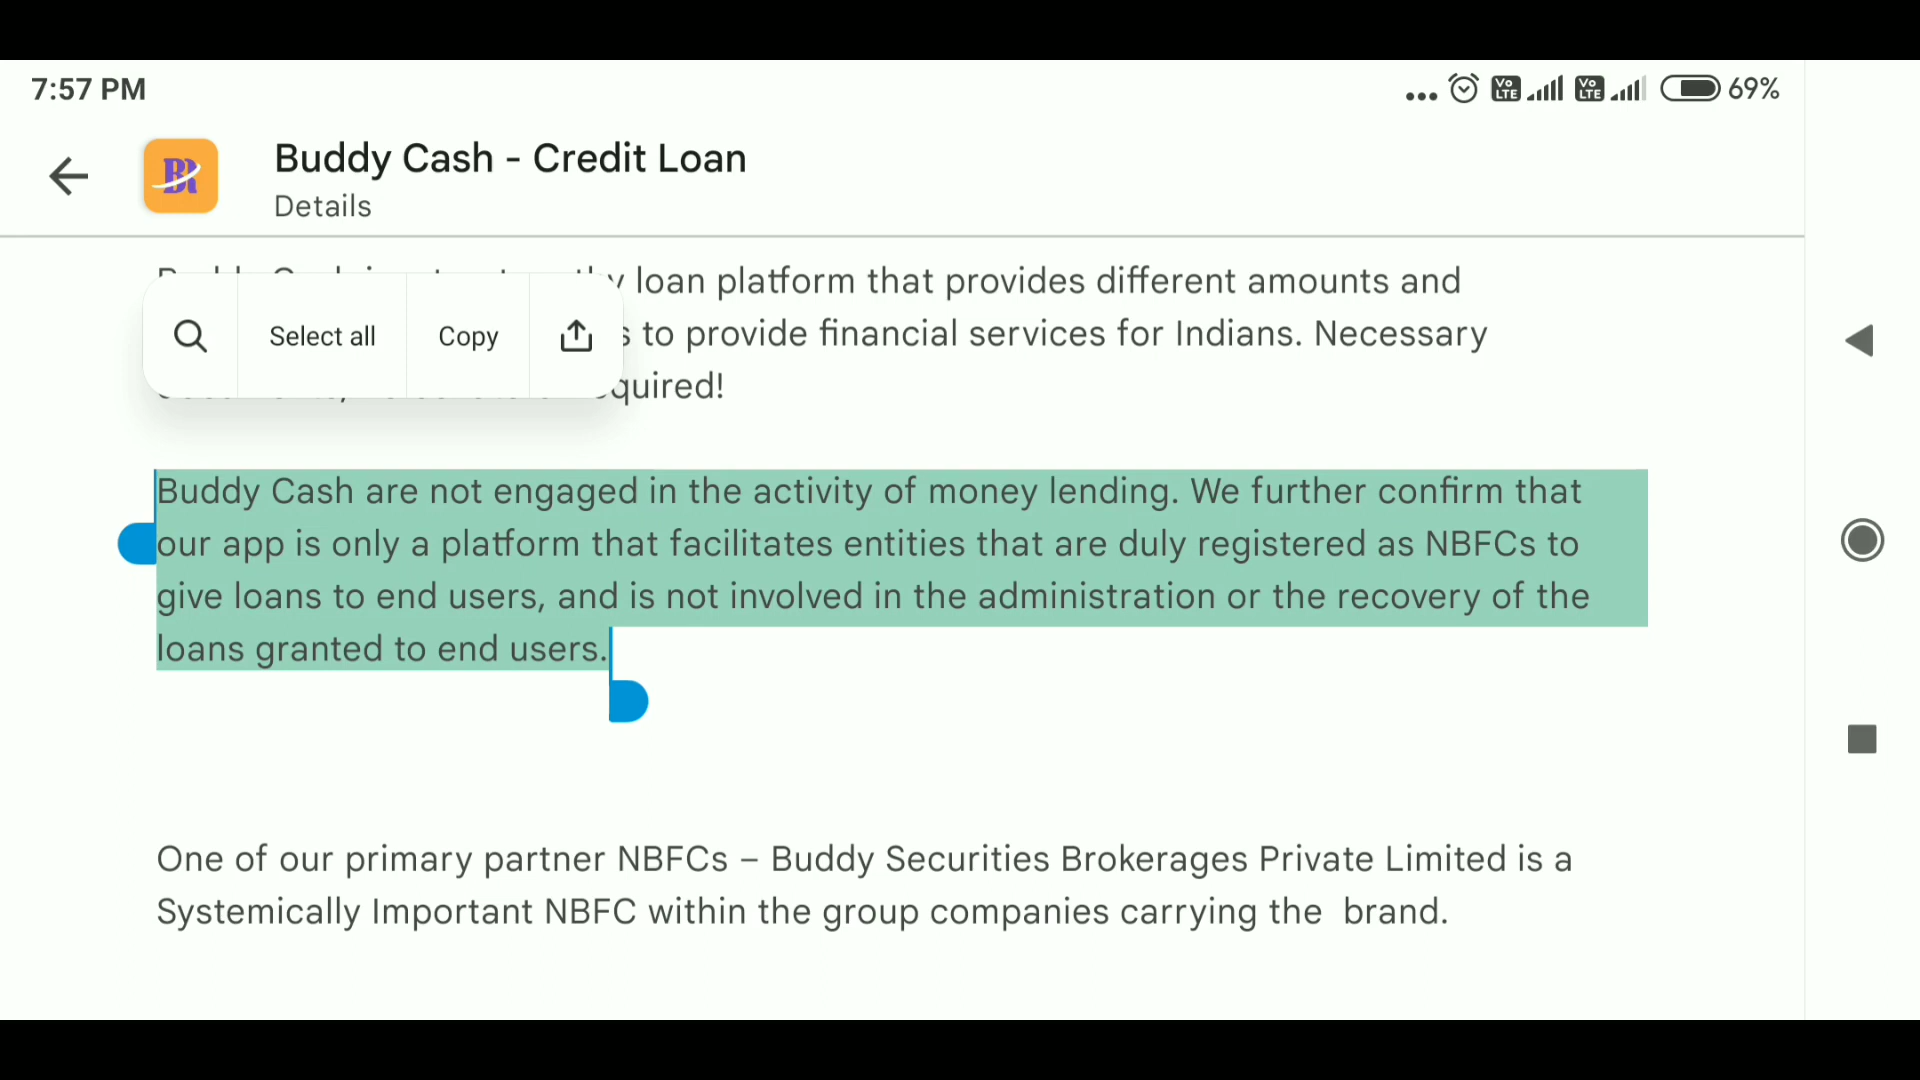 7:57 PM
Vo LTE Vo LTE 69%
Buddy Cash - Credit Loan
Details
loan platform that provides different amounts and
to provide financial services for Indians. Necessary
Select all Copy
Buddy Cash are not engaged in the activity of money lending. We further confirm that
our app is only a platform that facilitates entities that are duly registered as NBFCs to
give loans to end users, and is not involved in the administration or the recovery of the
loans granted to end users.
One of our primary partner NBFCs – Buddy Securities Brokerages Private Limited is a
Systemically Important NBFC within the group companies carrying the brand.